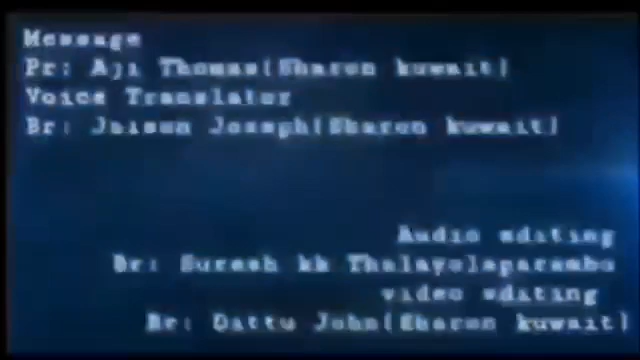 Message
Pr: Aji Thomas(Sharon kuwait)
Voice Translator
Br: Jaison Joseph(Sharon kuwait)
Audio editing
Br: Suresh kk Thalayolaparambu
video editing
Br: Dittu John(Sharon kuwait)